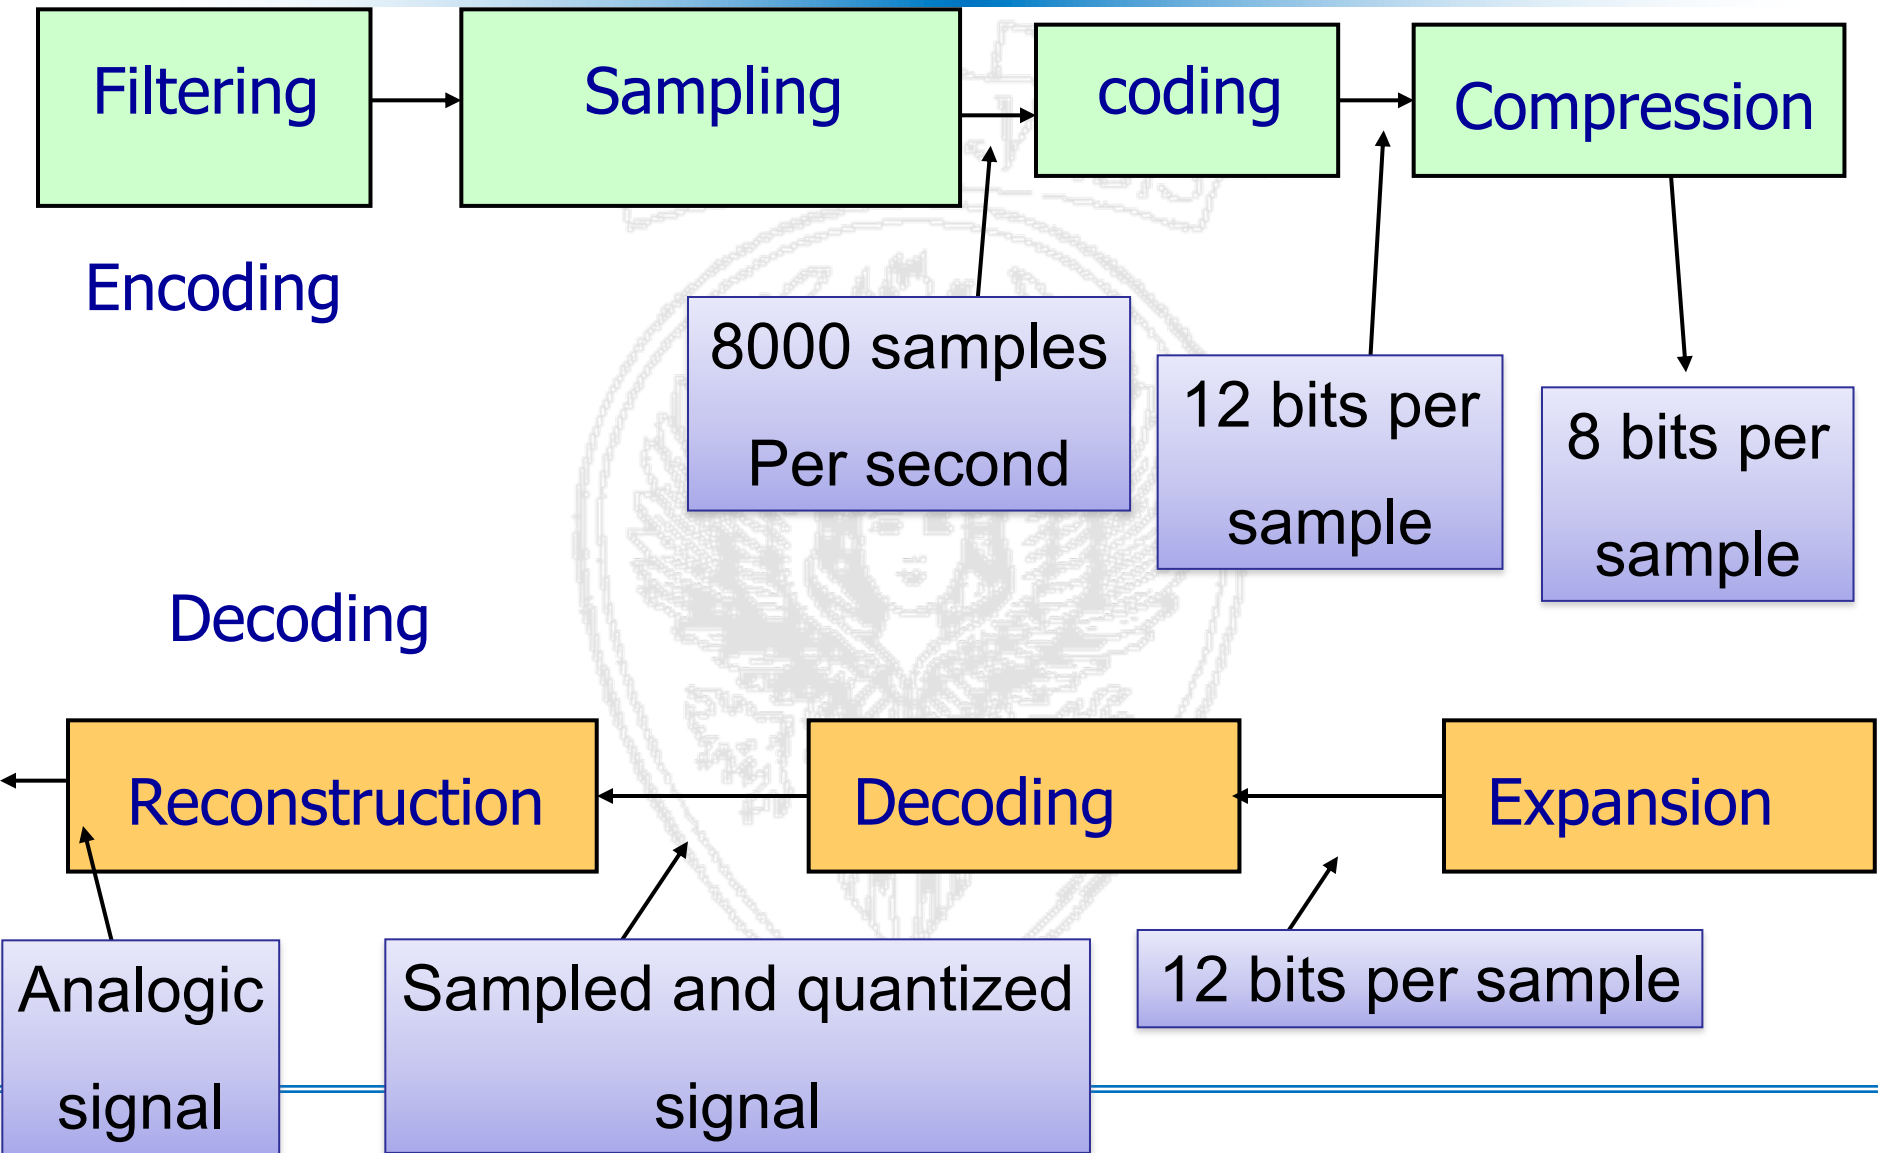 Filtering
Sampling
coding
Compression
Encoding
8000 samples
Per second
12 bits per
sample
8 bits per
sample
Decoding
Reconstruction
Decoding
Expansion
Analogic
signal
Sampled and quantized
signal
12 bits per sample